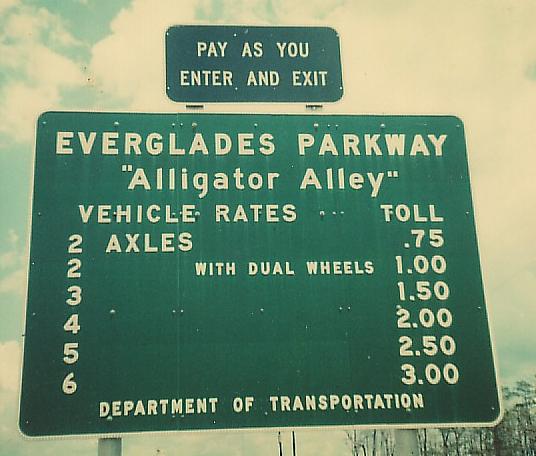 PAY AS YOU
ENTER AND EXIT
EVERGLADES PARKWAY
"Alligator Alley"
VEHICLE RATES TOLL
2 AXLES .75
2 WITH DUAL WHEELS 1.00
3 1.50
4 2.00
5 2.50
6 3.00
DEPARTMENT OF TRANSPORTATION